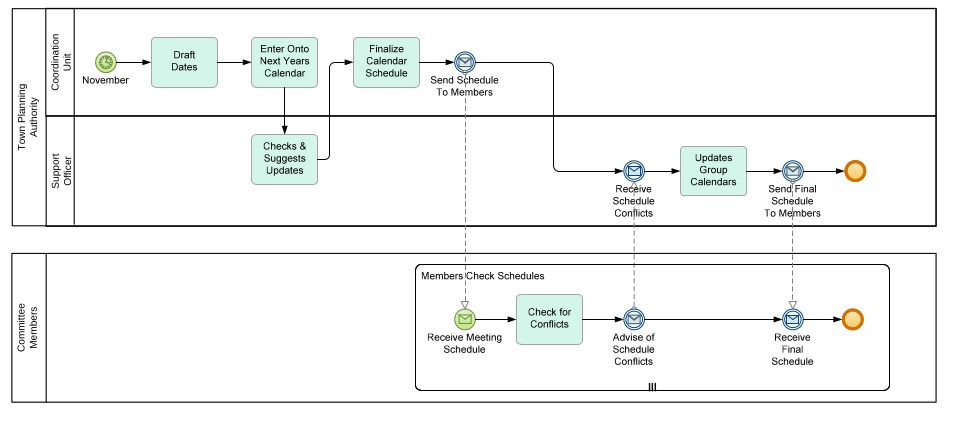 Town Planning
Authority
Coordination
Unit
November
Draft
Dates
Enter Onto
Next Years
Calendar
Finalize
Calendar
Schedule
Send Schedule
To Members
Support
Officer
Checks &
Suggests
Updates
Receive
Schedule
Conflicts
Updates
Group
Calendars
Send Final
Schedule
To Members
Committee
Members
Members Check Schedules
Receive Meeting
Schedule
Check for
Conflicts
Advise of
Schedule
Conflicts
Receive
Final
Schedule